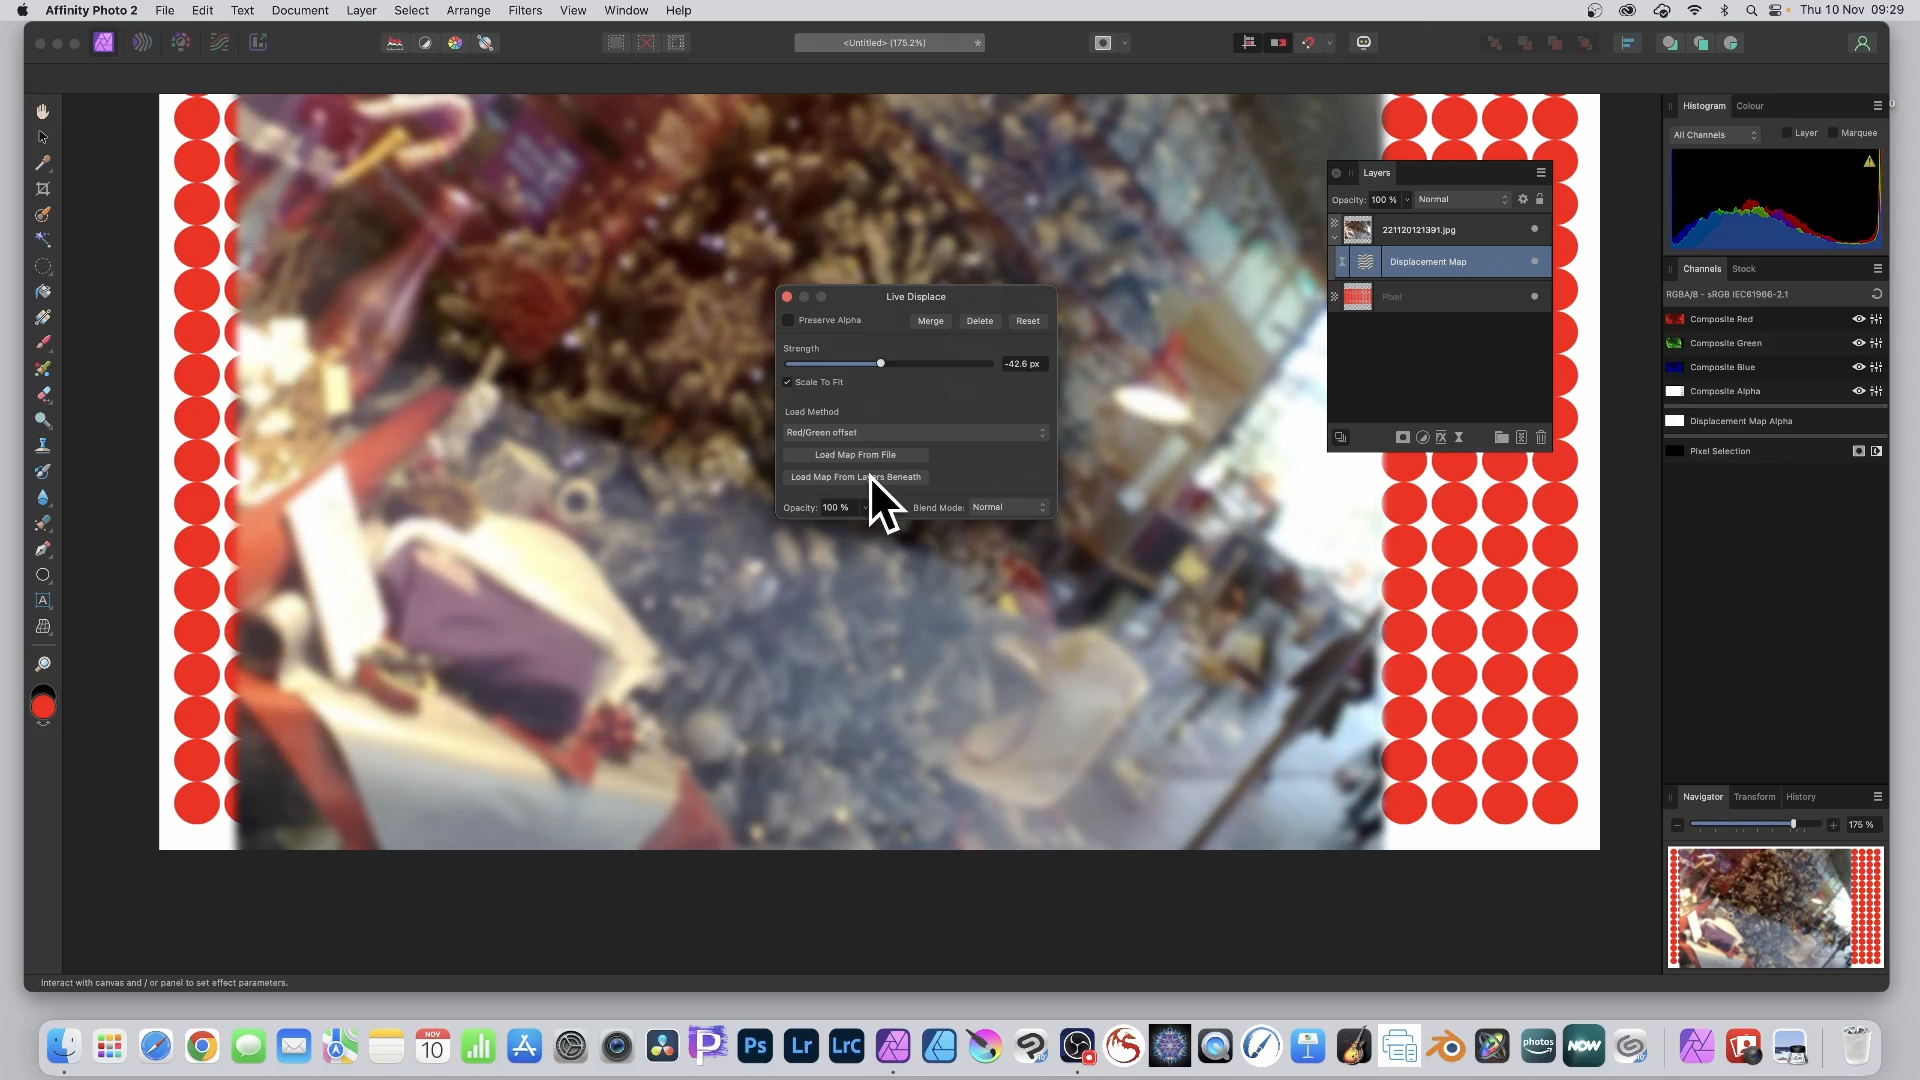 Affinity Photo 2 File Edit Text Document Layer Select Arrange Filters View Window Help Thu 10 Nov 09:29
<Untitled> (175.2%)
Histogram Colour
All Channels Layer Marquee
Layers
Opacity: 100 % Normal
221120121391.jpg
Displacement Map
Pixel
Channels Stock
RGBA/8 - sRGB IEC61966-2.1
Composite Red
Composite Green
Composite Blue
Composite Alpha
Displacement Map Alpha
Pixel Selection
Live Displace
Preserve Alpha Merge Delete Reset
Strength
-42.6 px
Scale To Fit
Load Method
Red/Green offset
Load Map From File
Load Map From Layers Beneath
Opacity: 100 % Blend Mode: Normal
Navigator Transform History
175 %
Interact with canvas and / or panel to set effect parameters.
NOV
10
Ps Lr LrC
photos
NOW